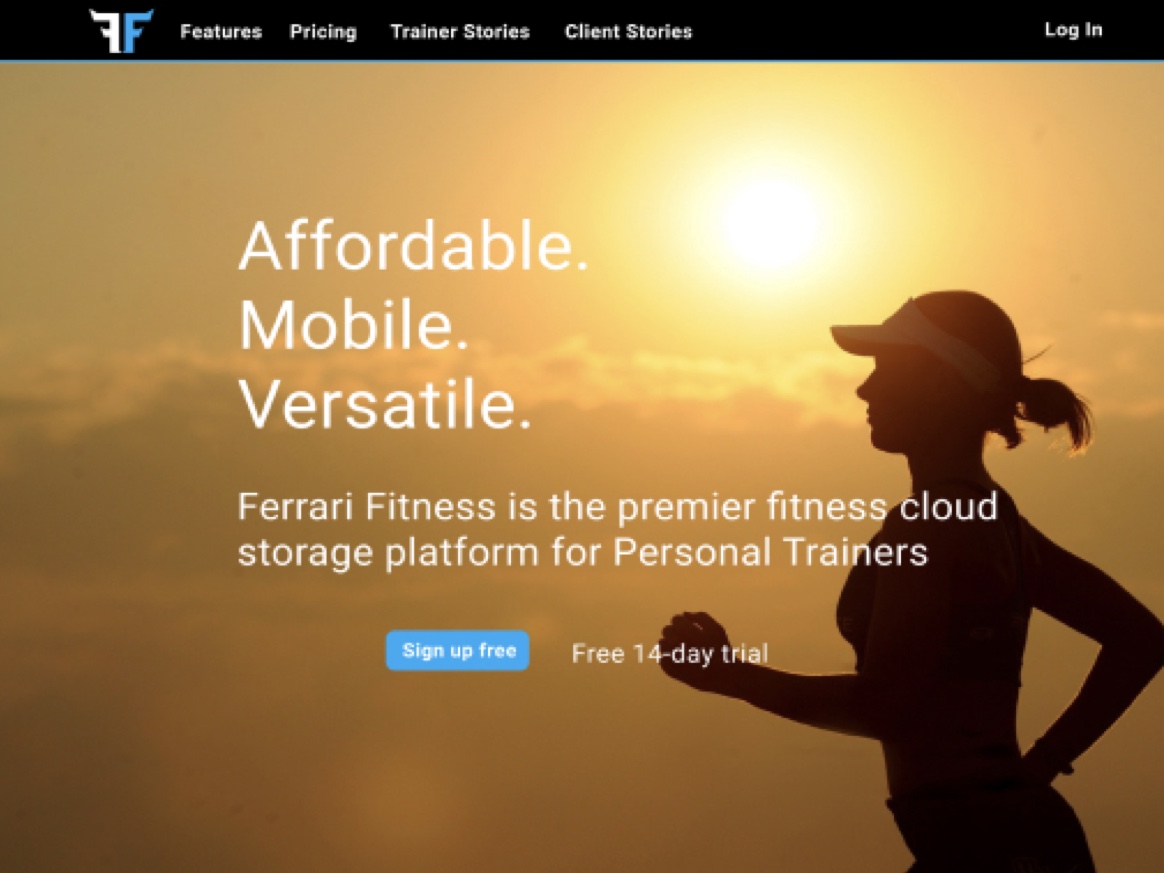 FF
Features Pricing Trainer Stories Client Stories Log In
Affordable.
Mobile.
Versatile.
Ferrari Fitness is the premier fitness cloud
storage platform for Personal Trainers
Sign up free Free 14-day trial